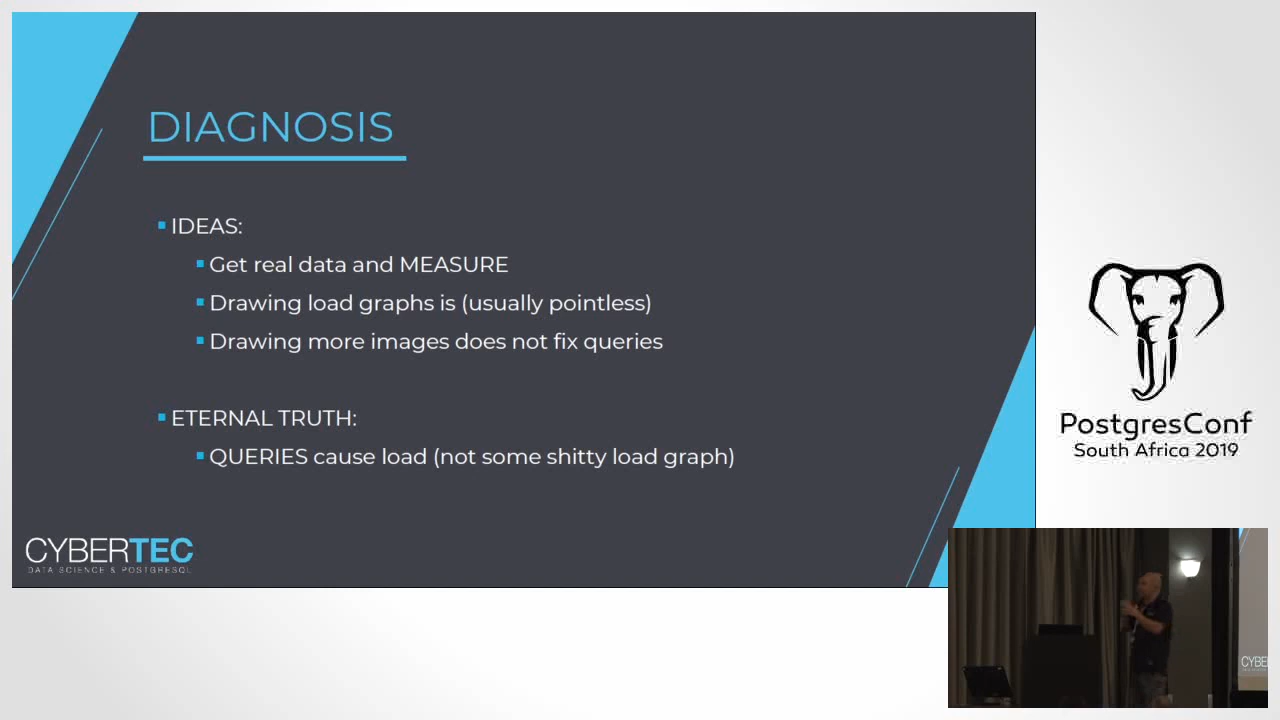 DIAGNOSIS
IDEAS:
Get real data and MEASURE
Drawing load graphs is (usually pointless)
Drawing more images does not fix queries
ETERNAL TRUTH:
QUERIES cause load (not some shitty load graph)
CYBERTEC
DATA SCIENCE & POSTGRESQL
PostgresConf
South Africa 2019
CYBE